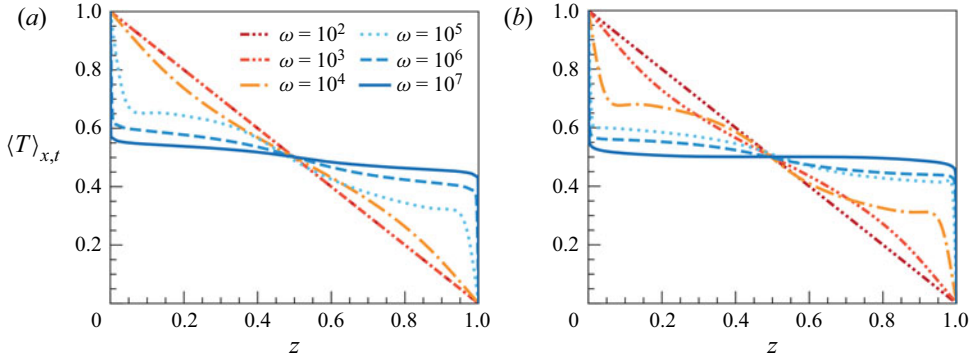 (a) (b)
1.0 1.0
ω = 10² ω = 10⁵
ω = 10³ ω = 10⁶
0.8 ω = 10⁴ ω = 10⁷ 0.8
0.6 0.6
⟨T⟩x,t
0.4 0.4
0.2 0.2
0 0.2 0.4 0.6 0.8 1.0 0 0.2 0.4 0.6 0.8 1.0
z z